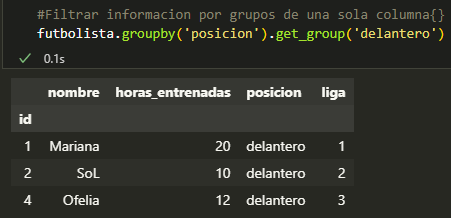 #Filtrar informacion por grupos de una sola columna{}
futbolista.groupby('posicion').get_group('delantero')
0.1s
nombre horas_entrenadas posicion liga
id
1 Mariana 20 delantero 1
2 SoL 10 delantero 2
4 Ofelia 12 delantero 3